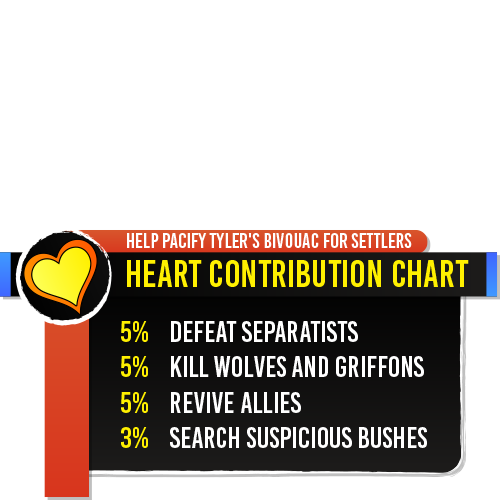 HELP PACIFY TYLER'S BIVOUAC FOR SETTLERS
HEART CONTRIBUTION CHART
5% DEFEAT SEPARATISTS
5% KILL WOLVES AND GRIFFONS
5% REVIVE ALLIES
3% SEARCH SUSPICIOUS BUSHES